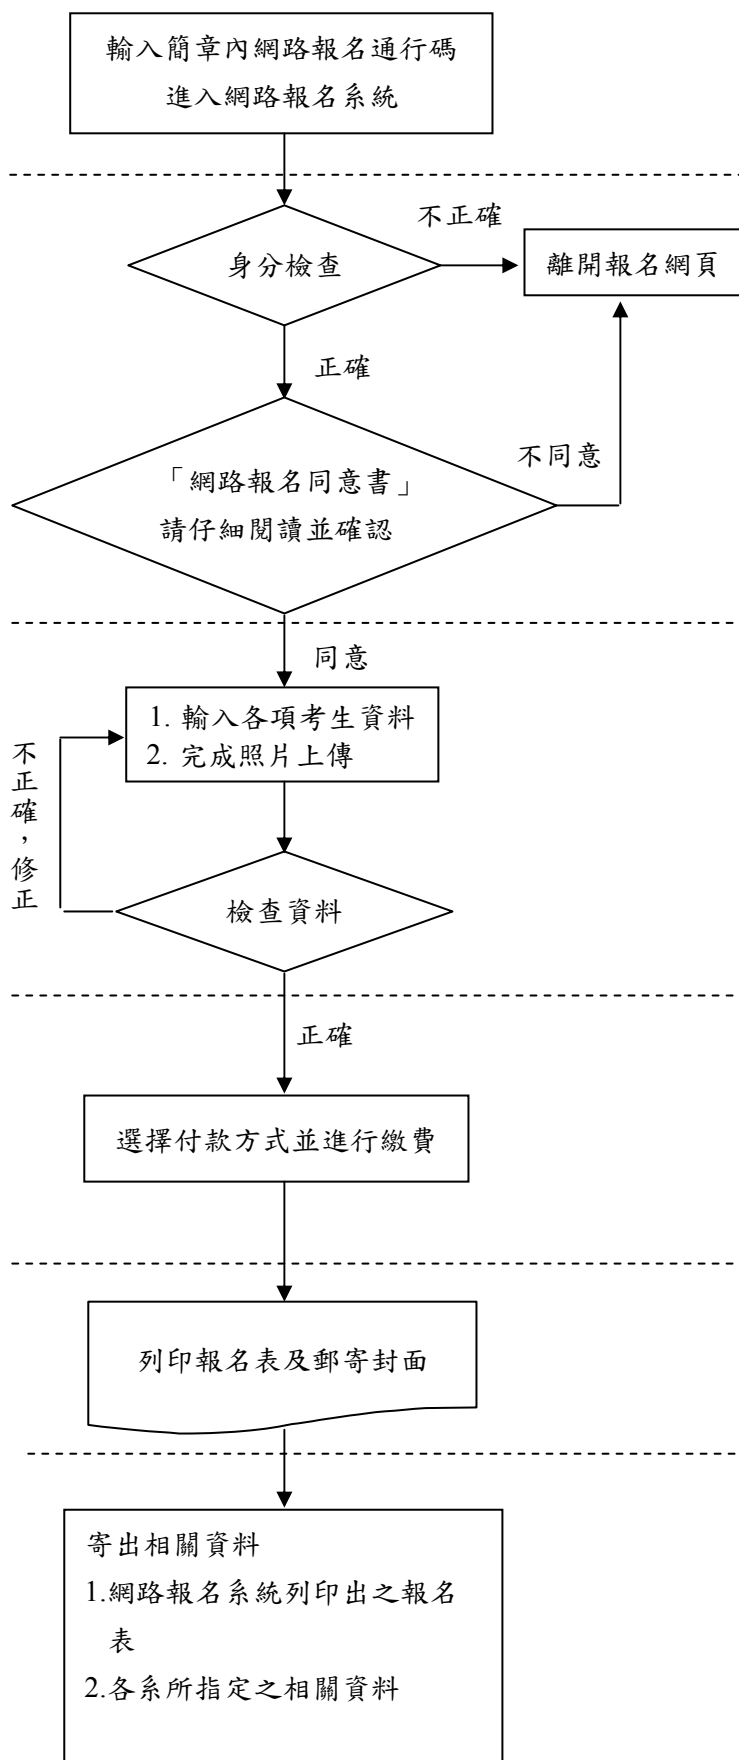 輸入簡章內網路報名通行碼
進入網路報名系統
不正確
身分檢查
離開報名網頁
正確
不同意
「網路報名同意書」
請仔細閱讀並確認
同意
1. 輸入各項考生資料
2. 完成照片上傳
不正確，修正
檢查資料
正確
選擇付款方式並進行繳費
列印報名表及郵寄封面
寄出相關資料
1.網路報名系統列印出之報名
表
2.各系所指定之相關資料